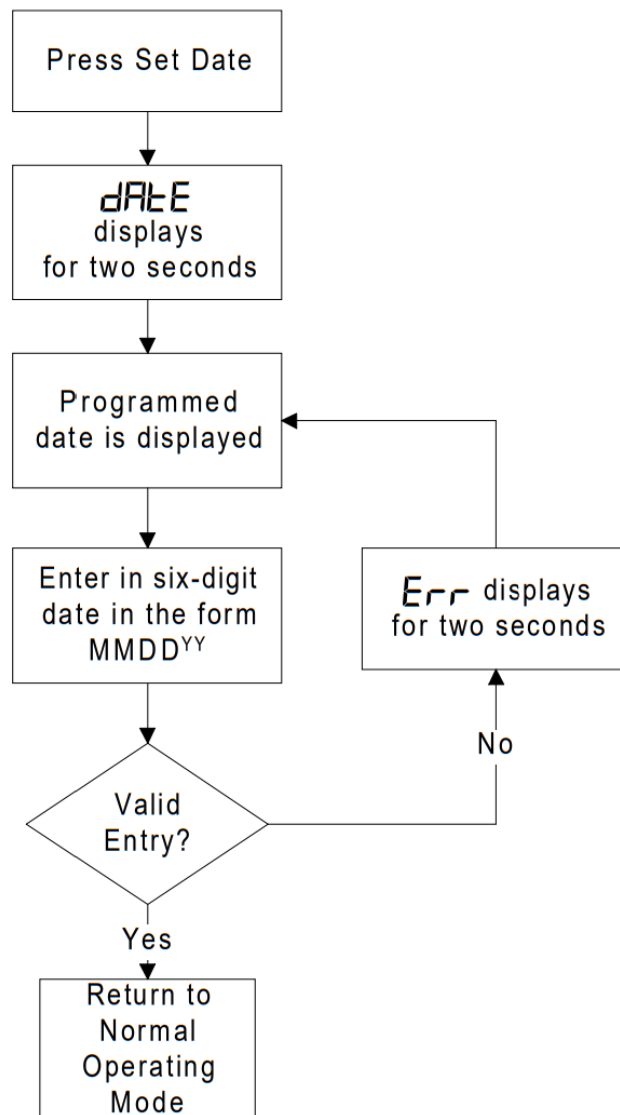 Press Set Date
dAtE
displays
for two seconds
Programmed
date is displayed
Enter in six-digit
date in the form
MMDDYY
Err displays
for two seconds
No
Valid
Entry?
Yes
Return to
Normal
Operating
Mode